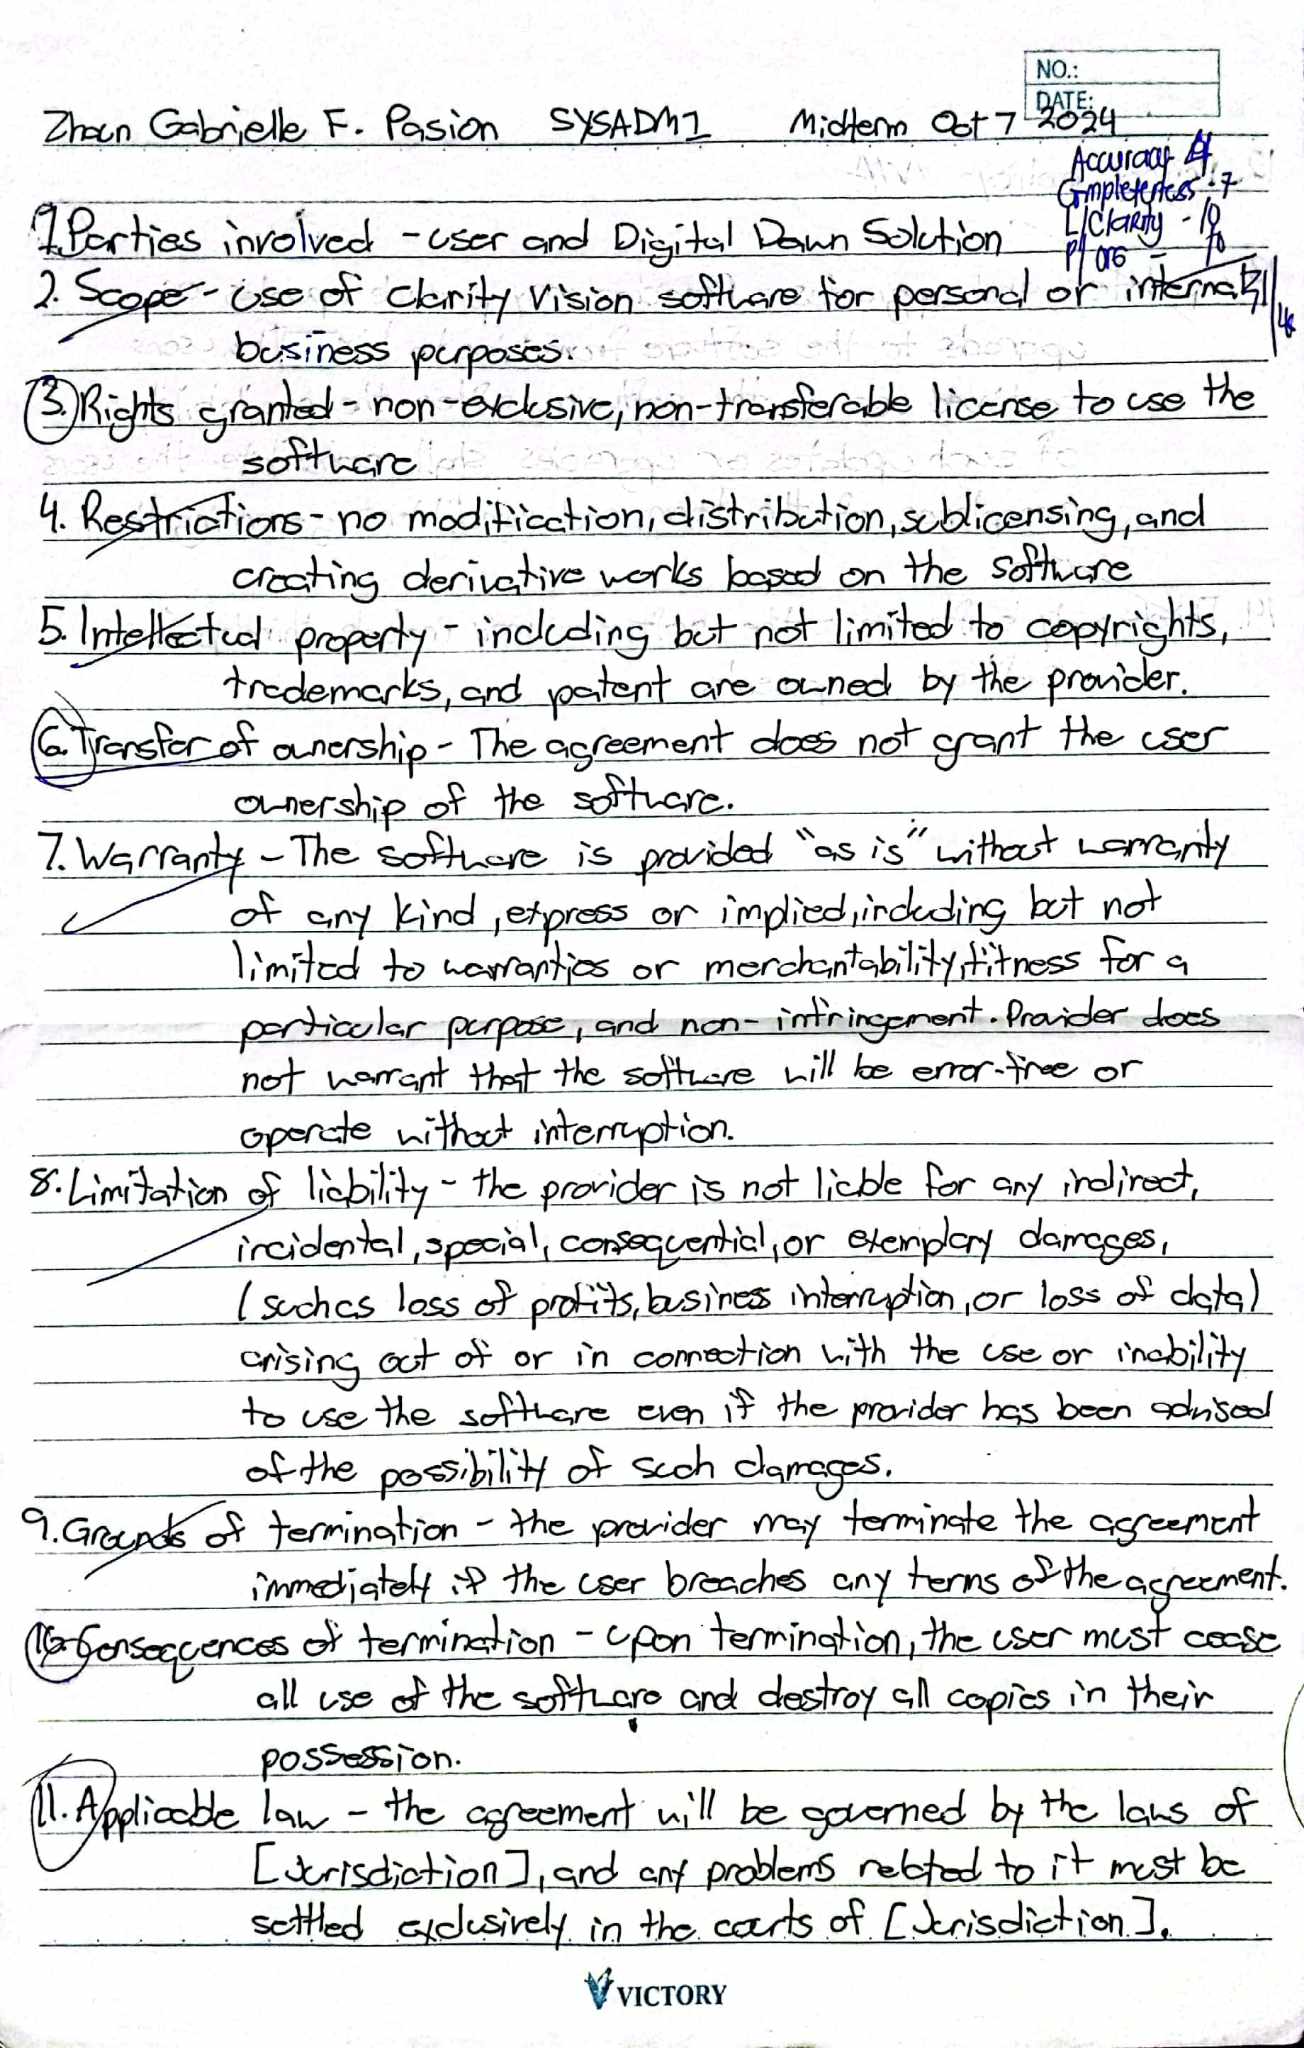 NO.:
DATE:
Zhan Gabrielle F. Pasion SYSADM1 Midterm Oct 7 2024
Accuracy 4
Completeness - 7
L/Clarity - 10
P/org - 10
1. Parties involved - user and Digital Dawn Solution
2. Scope - use of Clarity Vision software for personal or internal
business purposes.
3. Rights granted - non-exclusive, non-transferable license to use the
software
4. Restrictions - no modification, distribution, sublicensing, and
creating derivative works based on the software
5. Intellectual property - including but not limited to copyrights,
trademarks, and patent are owned by the provider.
6. Transfer of ownership - The agreement does not grant the user
ownership of the software.
7. Warranty - The software is provided "as is" without warranty
of any kind, express or implied, including but not
limited to warranties or merchantability, fitness for a
particular purpose, and non-infringement. Provider does
not warrant that the software will be error-free or
operate without interruption.
8. Limitation of liability - the provider is not liable for any indirect,
incidental, special, consequential, or exemplary damages,
(such as loss of profits, business interruption, or loss of data)
arising out of or in connection with the use or inability
to use the software even if the provider has been advised
of the possibility of such damages.
9. Grounds of termination - the provider may terminate the agreement
immediately if the user breaches any terms of the agreement.
10. Consequences of termination - upon termination, the user must cease
all use of the software and destroy all copies in their
possession.
11. Applicable law - the agreement will be governed by the laws of
[Jurisdiction], and any problems related to it must be
settled exclusively in the courts of [Jurisdiction].
VICTORY